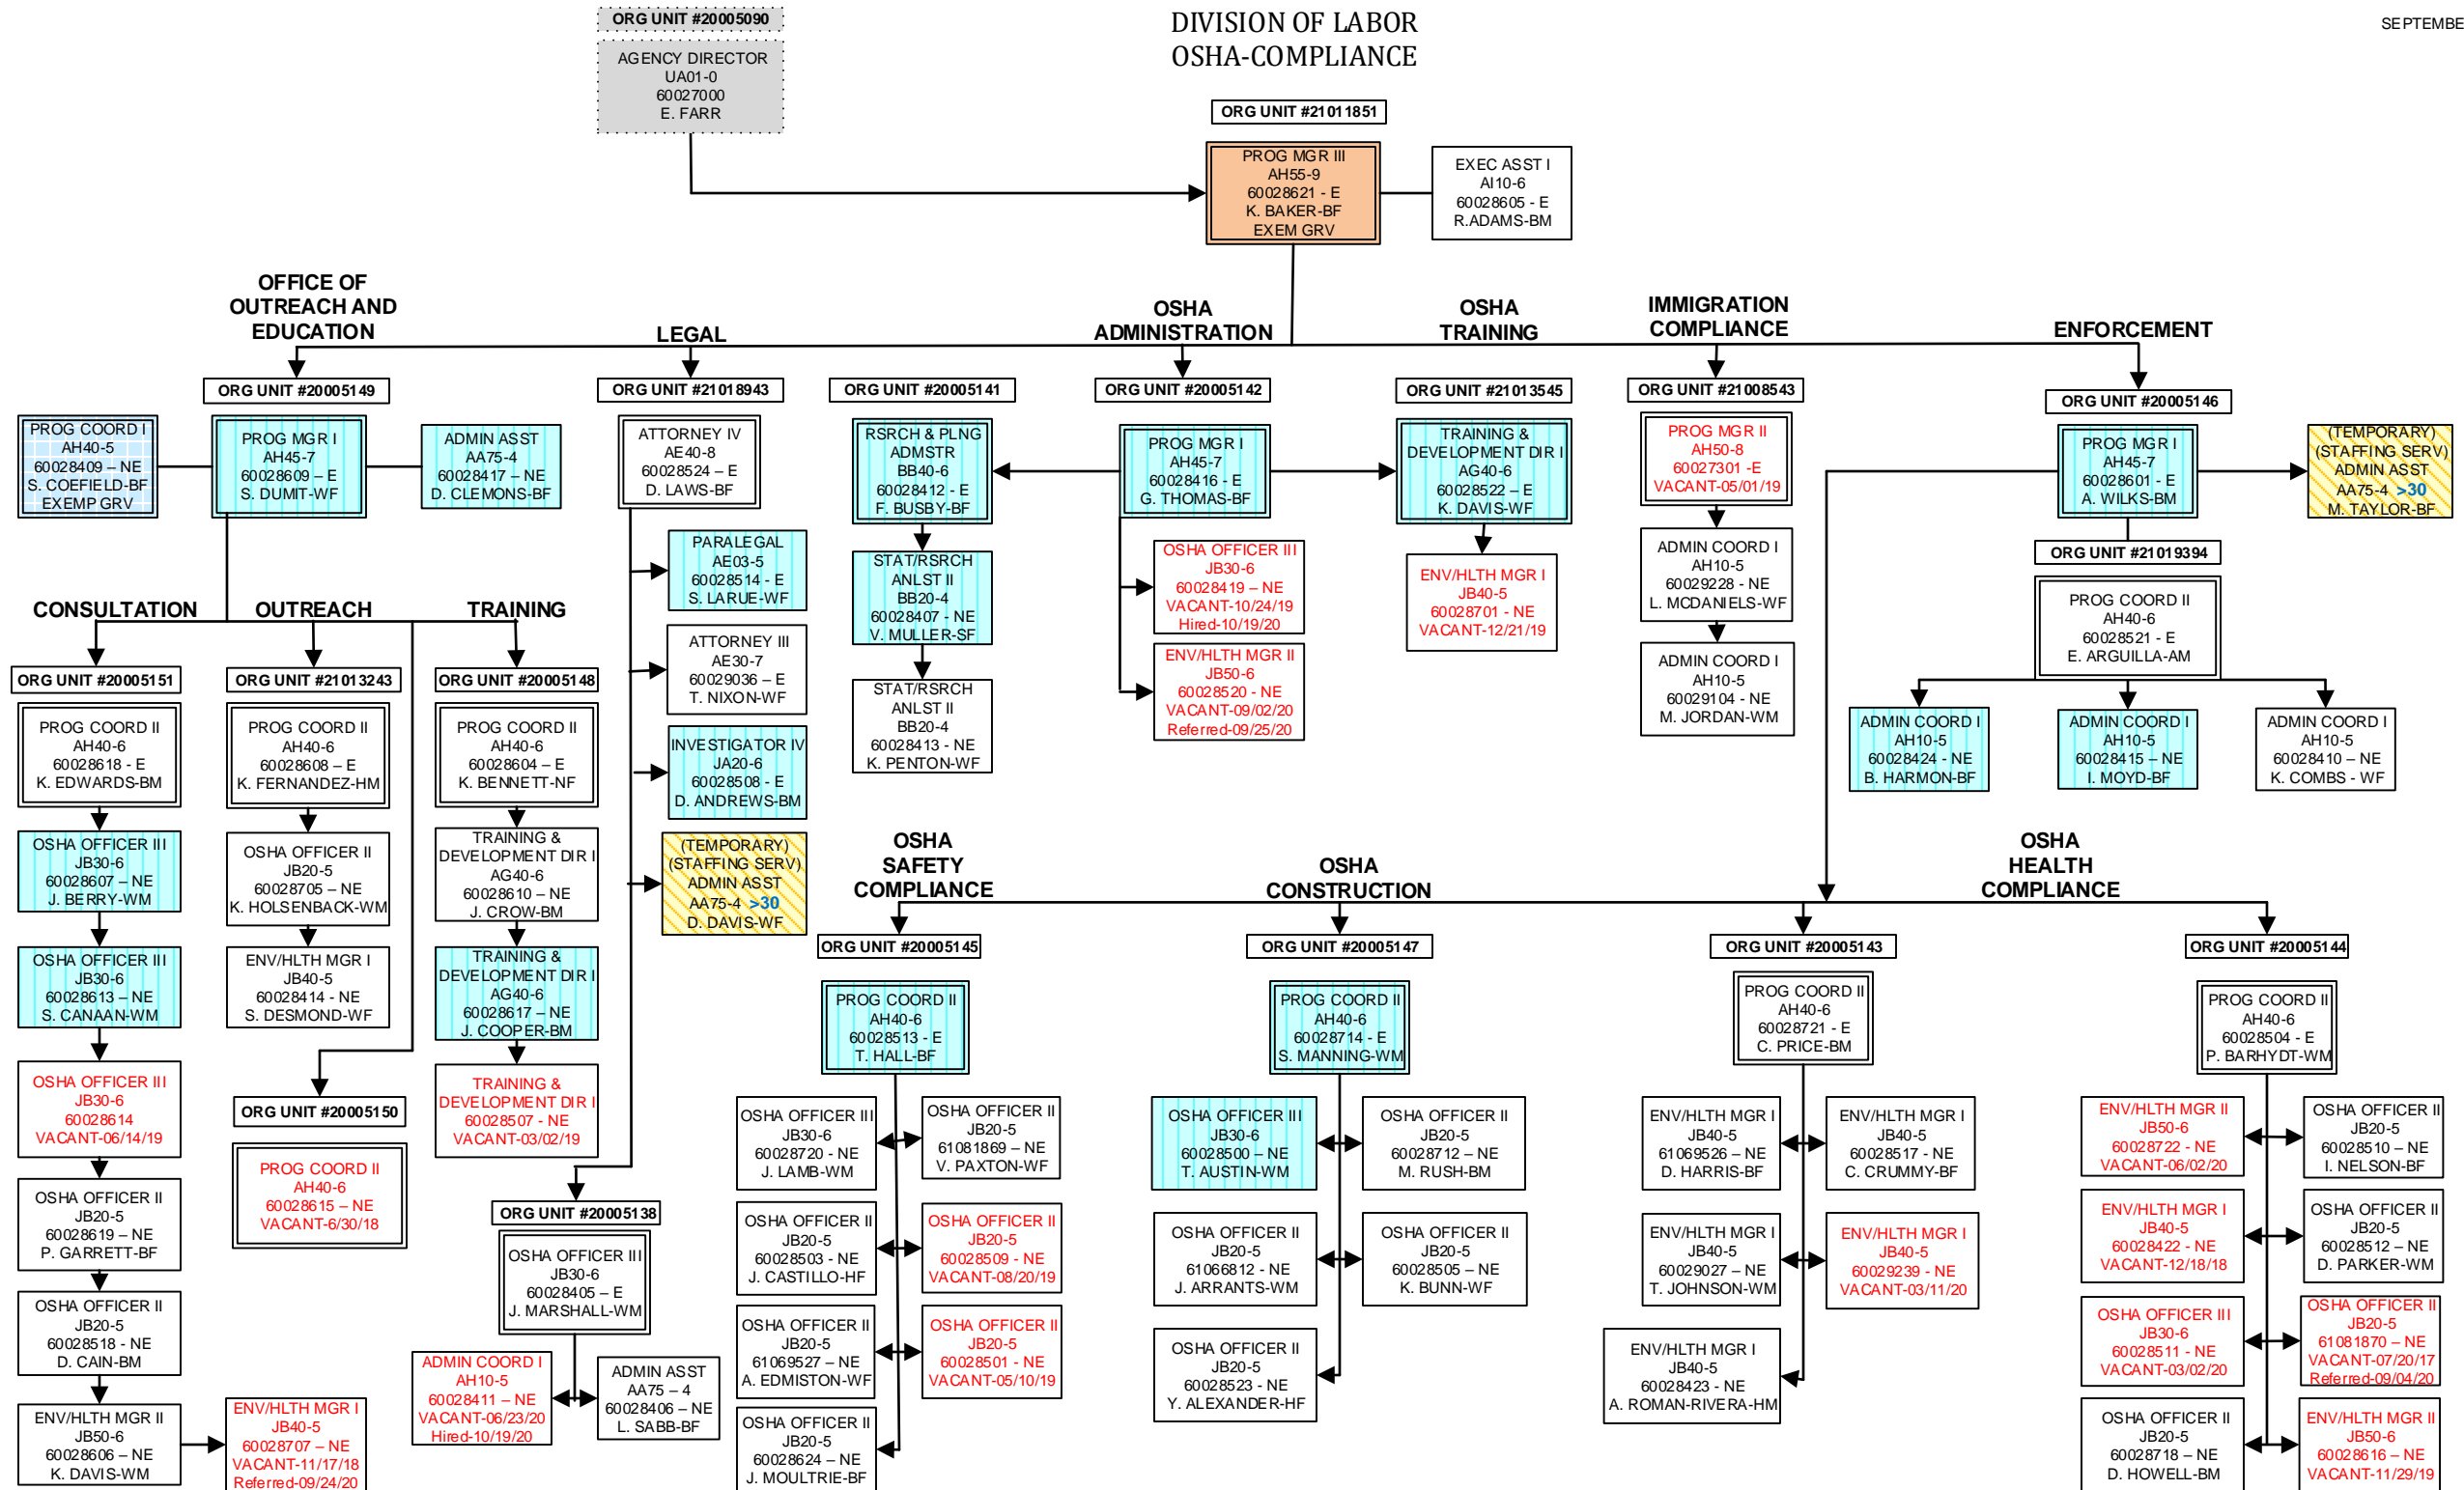 DIVISION OF LABOR
OSHA-COMPLIANCE
SEPTEMBE
ORG UNIT #20005090
AGENCY DIRECTOR
UA01-0
60027000
E. FARR
ORG UNIT #21011851
PROG MGR III
AH55-9
60028621 - E
K. BAKER-BF
EXEM GRV
EXEC ASST I
AI10-6
60028605 - E
R.ADAMS-BM
OFFICE OF
OUTREACH AND
EDUCATION
LEGAL
OSHA
ADMINISTRATION
OSHA
TRAINING
IMMIGRATION
COMPLIANCE
ENFORCEMENT
ORG UNIT #20005149
PROG COORD I
AH40-5
60028409 – NE
S. COEFIELD-BF
EXEMP GRV
PROG MGR I
AH45-7
60028609 – E
S. DUMIT-WF
ADMIN ASST
AA75-4
60028417 – NE
D. CLEMONS-BF
ORG UNIT #21018943
ATTORNEY IV
AE40-8
60028524 – E
D. LAWS-BF
PARALEGAL
AE03-5
60028514 - E
S. LARUE-WF
ATTORNEY III
AE30-7
60029036 – E
T. NIXON-WF
INVESTIGATOR IV
JA20-6
60028508 - E
D. ANDREWS-BM
(TEMPORARY)
(STAFFING SERV)
ADMIN ASST
AA75-4 >30
D. DAVIS-WF
ORG UNIT #20005141
RSRCH & PLNG
ADMSTR
BB40-6
60028412 - E
F. BUSBY-BF
STAT/RSRCH
ANLST II
BB20-4
60028407 - NE
V. MULLER-SF
STAT/RSRCH
ANLST II
BB20-4
60028413 - NE
K. PENTON-WF
ORG UNIT #20005142
PROG MGR I
AH45-7
60028416 – E
G. THOMAS-BF
OSHA OFFICER III
JB30-6
60028419 – NE
VACANT-10/24/19
Hired-10/19/20
ENV/HLTH MGR II
JB50-6
60028520 - NE
VACANT-09/02/20
Referred-09/25/20
ORG UNIT #21013545
TRAINING &
DEVELOPMENT DIR I
AG40-6
60028522 – E
K. DAVIS-WF
ENV/HLTH MGR I
JB40-5
60028701 - NE
VACANT-12/21/19
ORG UNIT #21008543
PROG MGR II
AH50-8
60027301 -E
VACANT-05/01/19
ADMIN COORD I
AH10-5
60029228 - NE
L. MCDANIELS-WF
ADMIN COORD I
AH10-5
60029104 - NE
M. JORDAN-WM
ORG UNIT #20005146
PROG MGR I
AH45-7
60028601 – E
A. WILKS-BM
(TEMPORARY)
(STAFFING SERV)
ADMIN ASST
AA75-4 >30
M. TAYLOR-BF
ORG UNIT #21019394
PROG COORD II
AH40-6
60028521 - E
E. ARGUILLA-AM
ADMIN COORD I
AH10-5
60028424 - NE
B. HARMON-BF
ADMIN COORD I
AH10-5
60028415 – NE
I. MOYD-BF
ADMIN COORD I
AH10-5
60028410 – NE
K. COMBS - WF
CONSULTATION
OUTREACH
TRAINING
ORG UNIT #20005151
PROG COORD II
AH40-6
60028618 - E
K. EDWARDS-BM
OSHA OFFICER III
JB30-6
60028607 – NE
J. BERRY-WM
OSHA OFFICER III
JB30-6
60028613 – NE
S. CANAAN-WM
OSHA OFFICER III
JB30-6
60028614
VACANT-06/14/19
OSHA OFFICER II
JB20-5
60028619 – NE
P. GARRETT-BF
OSHA OFFICER II
JB20-5
60028518 - NE
D. CAIN-BM
ENV/HLTH MGR II
JB50-6
60028606 – NE
K. DAVIS-WM
ENV/HLTH MGR I
JB40-5
60028707 – NE
VACANT-11/17/18
Referred-09/24/20
ORG UNIT #21013243
PROG COORD II
AH40-6
60028608 – E
K. FERNANDEZ-HM
OSHA OFFICER II
JB20-5
60028705 – NE
K. HOLSENBACK-WM
ENV/HLTH MGR I
JB40-5
60028414 - NE
S. DESMOND-WF
ORG UNIT #20005150
PROG COORD II
AH40-6
60028615 – NE
VACANT-6/30/18
ORG UNIT #20005148
PROG COORD II
AH40-6
60028604 – E
K. BENNETT-NF
TRAINING &
DEVELOPMENT DIR I
AG40-6
60028610 – NE
J. CROW-BM
TRAINING &
DEVELOPMENT DIR I
AG40-6
60028617 – NE
J. COOPER-BM
TRAINING &
DEVELOPMENT DIR I
60028507 - NE
VACANT-03/02/19
ORG UNIT #20005138
OSHA OFFICER III
JB30-6
60028405 – E
J. MARSHALL-WM
ADMIN COORD I
AH10-5
60028411 – NE
VACANT-06/23/20
Hired-10/19/20
ADMIN ASST
AA75 – 4
60028406 – NE
L. SABB-BF
OSHA
SAFETY
COMPLIANCE
OSHA
CONSTRUCTION
OSHA
HEALTH
COMPLIANCE
ORG UNIT #20005145
PROG COORD II
AH40-6
60028513 - E
T. HALL-BF
OSHA OFFICER III
JB30-6
60028720 - NE
J. LAMB-WM
OSHA OFFICER II
JB20-5
61081869 – NE
V. PAXTON-WF
OSHA OFFICER II
JB20-5
60028503 – NE
J. CASTILLO-HF
OSHA OFFICER II
JB20-5
60028509 - NE
VACANT-08/20/19
OSHA OFFICER II
JB20-5
61069527 – NE
A. EDMISTON-WF
OSHA OFFICER II
JB20-5
60028501 - NE
VACANT-05/10/19
OSHA OFFICER II
JB20-5
60028624 – NE
J. MOULTRIE-BF
ORG UNIT #20005147
PROG COORD II
AH40-6
60028714 - E
S. MANNING-WM
OSHA OFFICER III
JB30-6
60028500 – NE
T. AUSTIN-WM
OSHA OFFICER II
JB20-5
60028712 – NE
M. RUSH-BM
OSHA OFFICER II
JB20-5
61066812 - NE
J. ARRANTS-WM
OSHA OFFICER II
JB20-5
60028505 – NE
K. BUNN-WF
OSHA OFFICER II
JB20-5
60028523 - NE
Y. ALEXANDER-HF
ORG UNIT #20005143
PROG COORD II
AH40-6
60028721 - E
C. PRICE-BM
ENV/HLTH MGR I
JB40-5
61069526 – NE
D. HARRIS-BF
ENV/HLTH MGR I
JB40-5
60028517 – NE
C. CRUMMY-BF
ENV/HLTH MGR I
JB40-5
60029027 – NE
T. JOHNSON-WM
ENV/HLTH MGR I
JB40-5
60029239 - NE
VACANT-03/11/20
ENV/HLTH MGR I
JB40-5
60028423 - NE
A. ROMAN-RIVERA-HM
ORG UNIT #20005144
PROG COORD II
AH40-6
60028504 – E
P. BARHYDT-WM
ENV/HLTH MGR II
JB50-6
60028722 - NE
VACANT-06/02/20
OSHA OFFICER II
JB20-5
60028510 – NE
I. NELSON-BF
ENV/HLTH MGR I
JB40-5
60028422 - NE
VACANT-12/18/18
OSHA OFFICER II
JB20-5
60028512 – NE
D. PARKER-WM
OSHA OFFICER III
JB30-6
60028511 - NE
VACANT-03/02/20
OSHA OFFICER II
JB20-5
61081870 – NE
VACANT-07/20/17
Referred-09/04/20
OSHA OFFICER II
JB20-5
60028718 – NE
D. HOWELL-BM
ENV/HLTH MGR II
JB50-6
60028616 – NE
VACANT-11/29/19